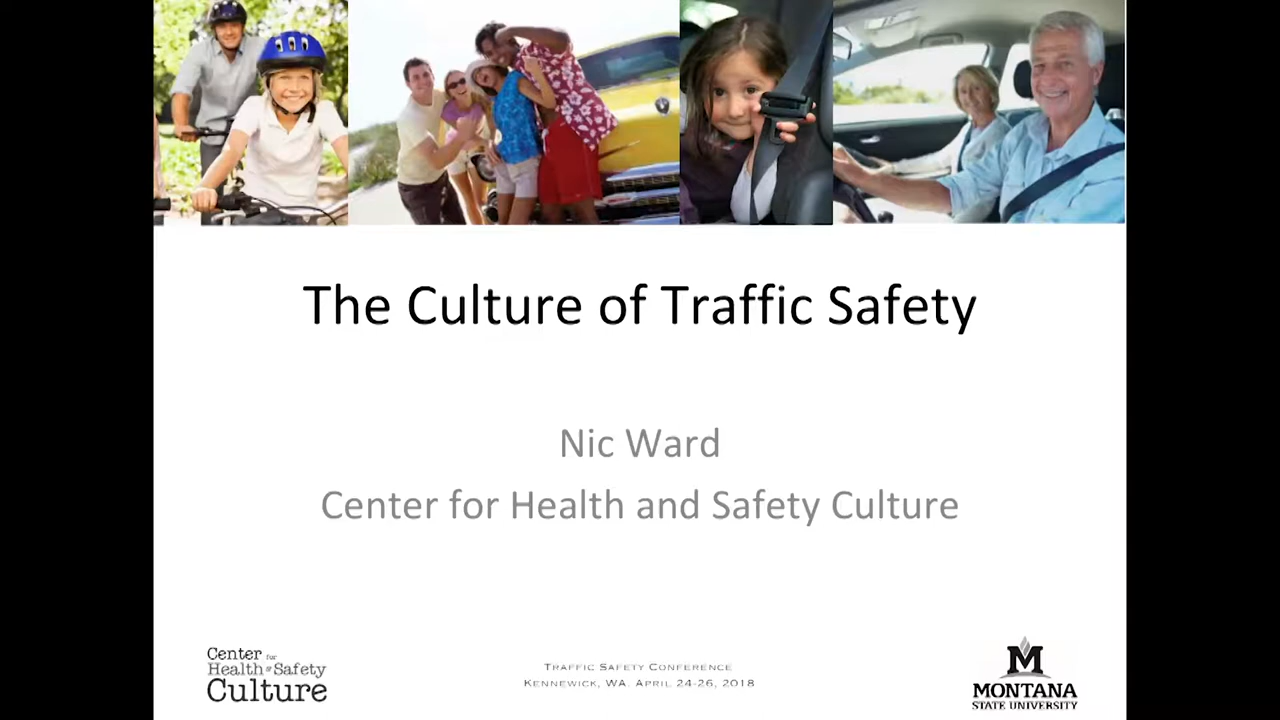 The Culture of Traffic Safety
Nic Ward
Center for Health and Safety Culture
Center for
Health & Safety
Culture
TRAFFIC SAFETY CONFERENCE
KENNEWICK, WA. APRIL 24-26, 2018
M
MONTANA
STATE UNIVERSITY